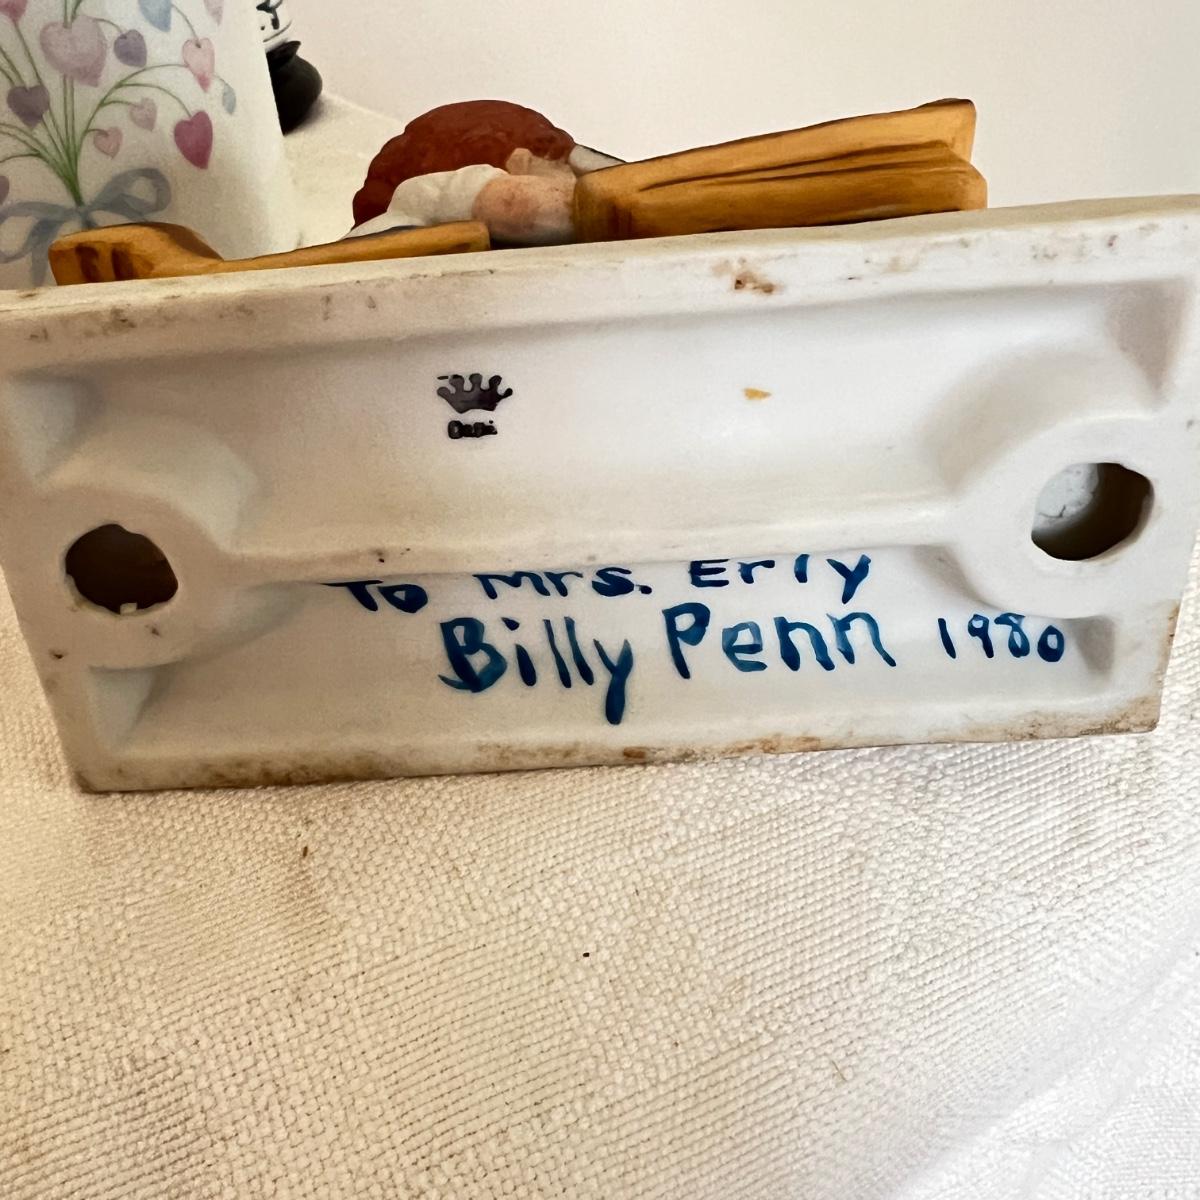 To Mrs. Erly
Billy Penn 1980